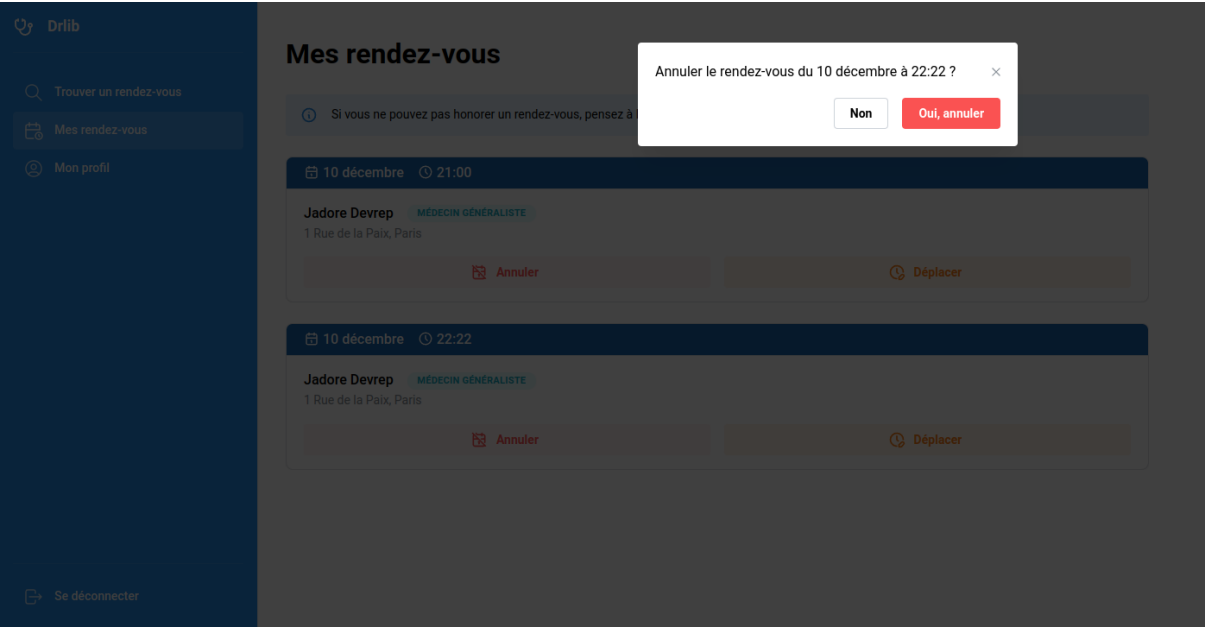 Drlib
Trouver un rendez-vous
Mes rendez-vous
Mon profil
Se déconnecter
Mes rendez-vous
Si vous ne pouvez pas honorer un rendez-vous, pensez à
Annuler le rendez-vous du 10 décembre à 22:22 ?
Non Oui, annuler
10 décembre 21:00
Jadore Devrep MÉDECIN GÉNÉRALISTE
1 Rue de la Paix, Paris
Annuler Déplacer
10 décembre 22:22
Jadore Devrep MÉDECIN GÉNÉRALISTE
1 Rue de la Paix, Paris
Annuler Déplacer